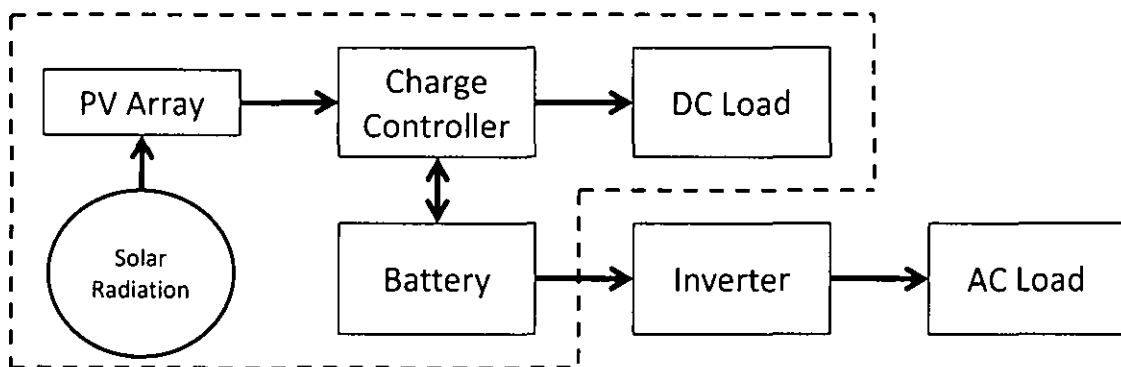 PV Array
Charge
Controller
DC Load
Solar
Radiation
Battery
Inverter
AC Load